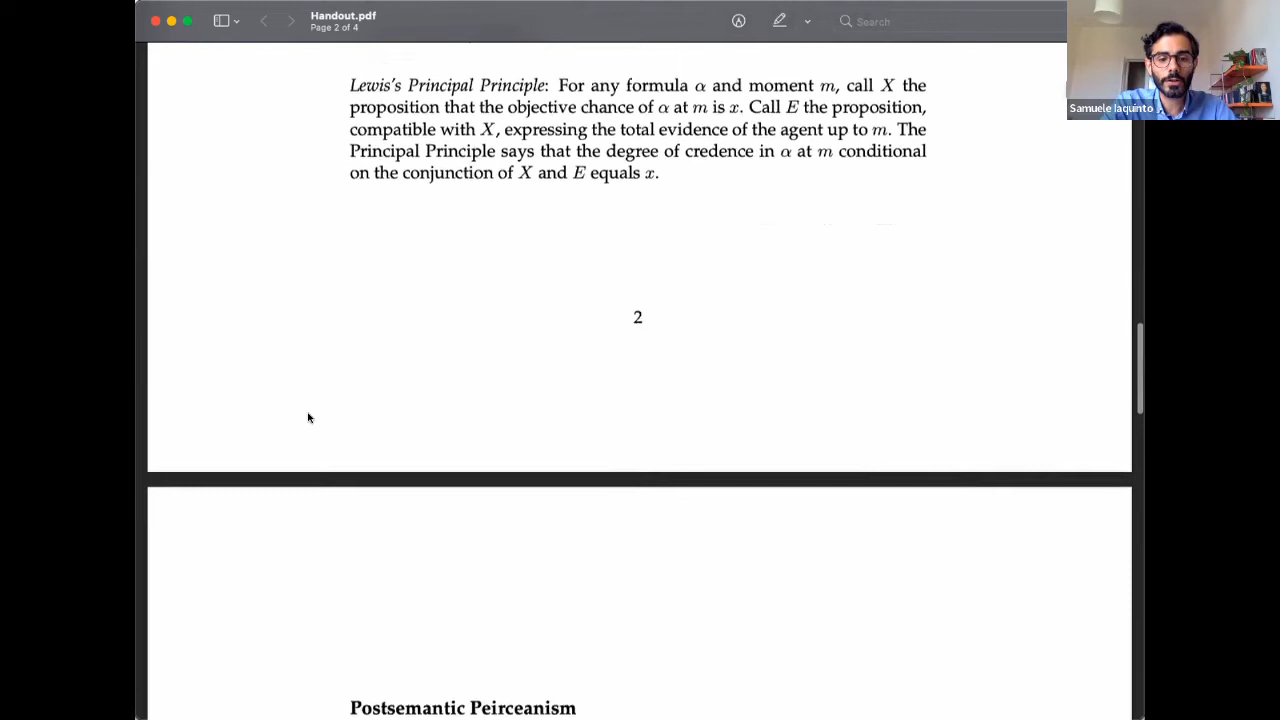 Handout.pdf
Page 2 of 4
Search
Samuele Iaquinto
Lewis's Principal Principle: For any formula α and moment m, call X the
proposition that the objective chance of α at m is x. Call E the proposition,
compatible with X, expressing the total evidence of the agent up to m. The
Principal Principle says that the degree of credence in α at m conditional
on the conjunction of X and E equals x.
2
Postsemantic Peirceanism